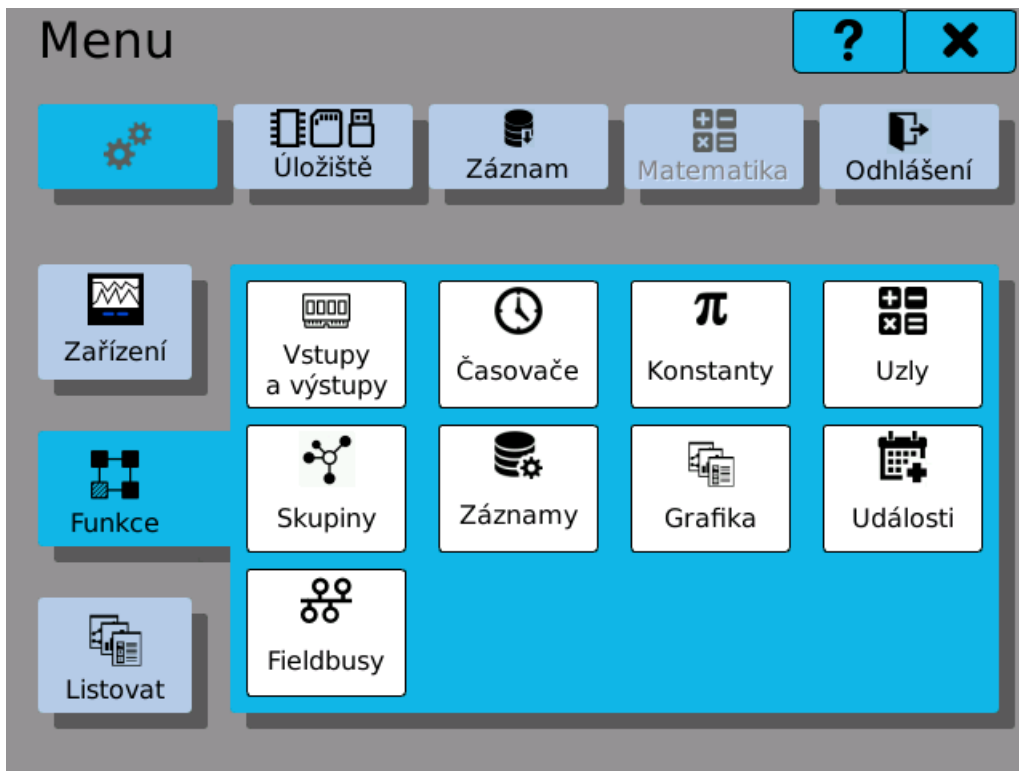 Menu
?
Úložiště
Záznam
Matematika
Odhlášení
Zařízení
Vstupy
a výstupy
Časovače
Konstanty
Uzly
Funkce
Skupiny
Záznamy
Grafika
Události
Listovat
Fieldbusy